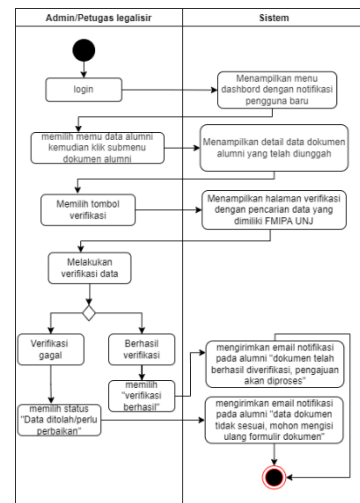 Admin/Petugas legalisir
Sistem
login
Menampilkan menu
dashbord dengan notifikasi
pengguna baru
memilih memu data alumni
kemudian klik submenu
dokumen alumni
Menampilkan detail data dokumen
alumni yang telah diunggah
Memilih tombol
verifikasi
Menampilkan halaman verifikasi
dengan pencarian data yang
dimiliki FMIPA UNJ
Melakukan
verifikasi data
Verifikasi
gagal
Berhasil
verifikasi
mengirimkan email notifikasi
pada alumni "dokumen telah
berhasil diverifikasi, pengajuan
akan diproses"
memilih
"verifikasi
berhasil"
memilih status
"Data ditolah/perlu
perbaikan"
mengirimkan email notifikasi
pada alumni "data dokumen
tidak sesuai, mohon mengisi
ulang formulir dokumen"